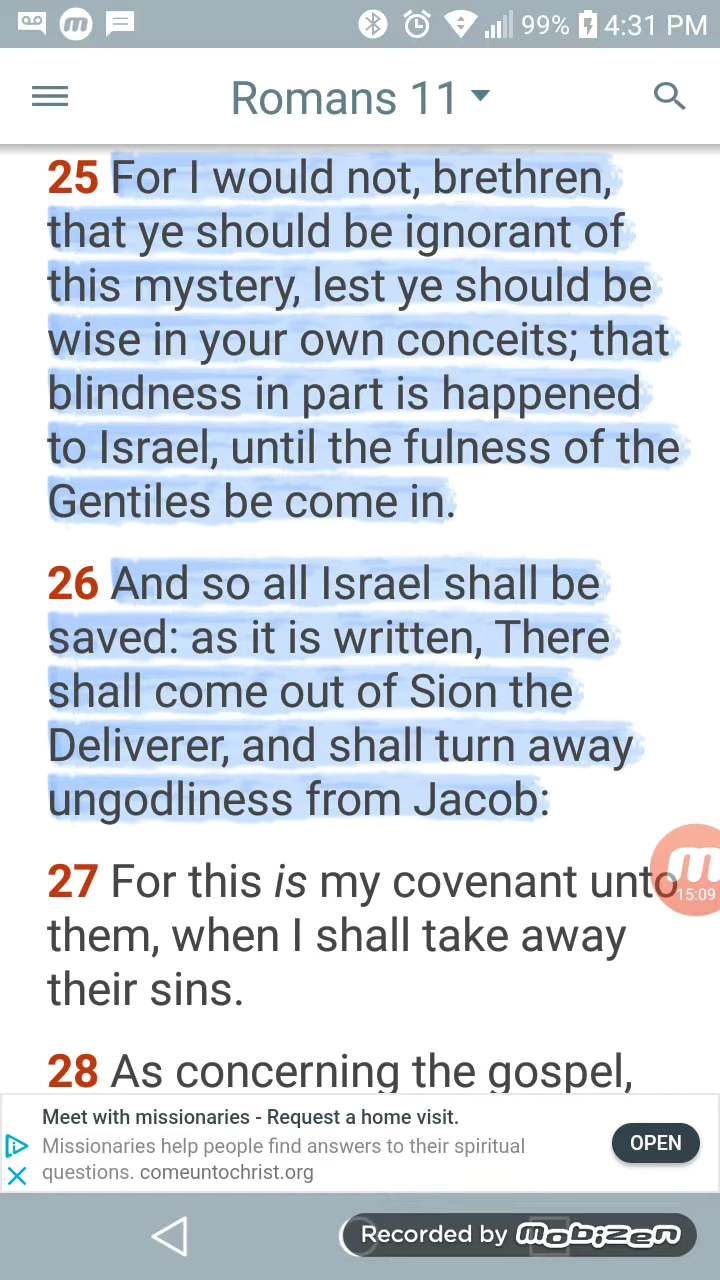 99% 4:31 PM
Romans 11
25 For I would not, brethren,
that ye should be ignorant of
this mystery, lest ye should be
wise in your own conceits; that
blindness in part is happened
to Israel, until the fulness of the
Gentiles be come in.
26 And so all Israel shall be
saved: as it is written, There
shall come out of Sion the
Deliverer, and shall turn away
ungodliness from Jacob:
27 For this is my covenant unto
them, when I shall take away
their sins.
15:09
28 As concerning the gospel,
Meet with missionaries - Request a home visit.
Missionaries help people find answers to their spiritual
questions. comeuntochrist.org
OPEN
Recorded by mobizen